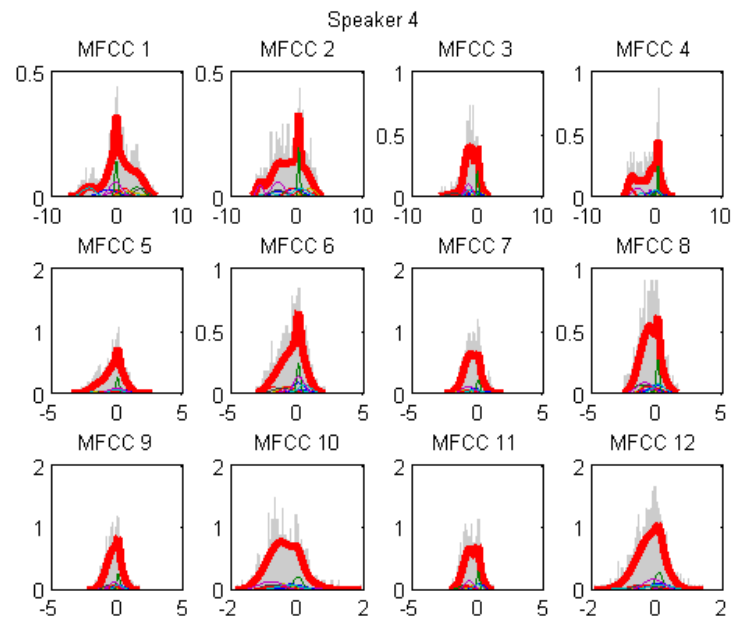 Speaker 4
MFCC 1 MFCC 2 MFCC 3 MFCC 4
0.5 0.5 1 1
0.5 0.5
0 0 0 0
-10 0 10 -10 0 10 -10 0 10 -10 0 10
MFCC 5 MFCC 6 MFCC 7 MFCC 8
2 1 2 1
1 0.5 1 0.5
0 0 0 0
-5 0 5 -5 0 5 -5 0 5 -5 0 5
MFCC 9 MFCC 10 MFCC 11 MFCC 12
2 2 2 2
1 1 1 1
0 0 0 0
-5 0 5 -2 0 2 -5 0 5 -2 0 2